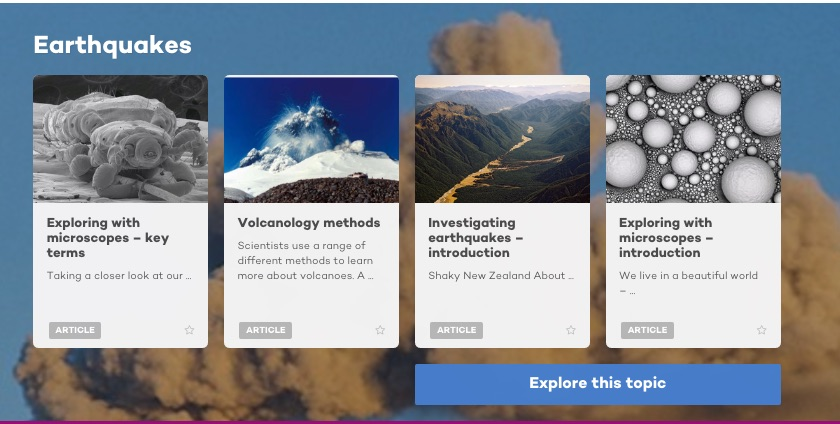 Earthquakes
Exploring with
microscopes – key
terms
Taking a closer look at our ...
ARTICLE
Volcanology methods
Scientists use a range of
different methods to learn
more about volcanoes. A ...
ARTICLE
Investigating
earthquakes –
introduction
Shaky New Zealand About ...
ARTICLE
Exploring with
microscopes –
introduction
We live in a beautiful world
– ...
ARTICLE
Explore this topic